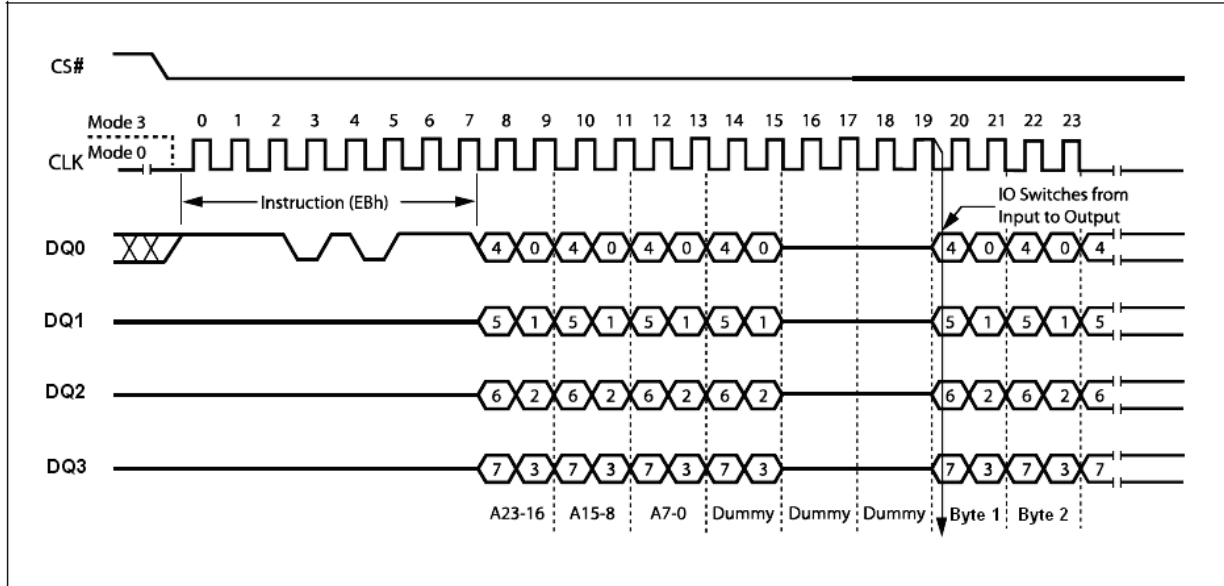 CS#
Mode 3
0 1 2 3 4 5 6 7 8 9 10 11 12 13 14 15 16 17 18 19 20 21 22 23
Mode 0
CLK
Instruction (EBh)
IO Switches from
Input to Output
DQ0 4 0 4 0 4 0 4 0 4 0 4 0 4
DQ1 5 1 5 1 5 1 5 1 5 1 5 1 5
DQ2 6 2 6 2 6 2 6 2 6 2 6 2 6
DQ3 7 3 7 3 7 3 7 3 7 3 7 3 7
A23-16 A15-8 A7-0 Dummy Dummy Dummy Byte 1 Byte 2